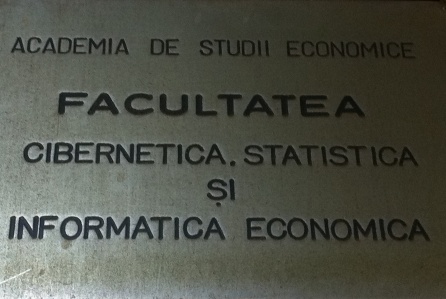 ACADEMIA DE STUDII ECONOMICE
FACULTATEA
CIBERNETICA. STATISTICA
ȘI
INFORMATICA ECONOMICA